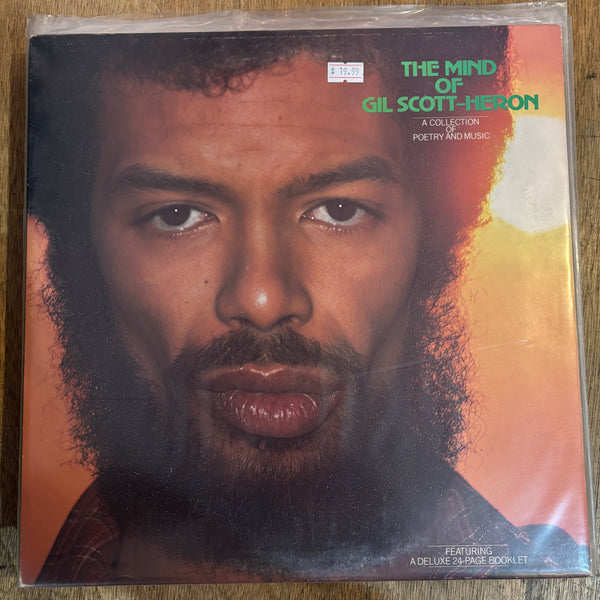 $ 19.99
THE MIND
OF
GIL SCOTT-HERON
A COLLECTION
OF
POETRY AND MUSIC
FEATURING
A DELUXE 24-PAGE BOOKLET